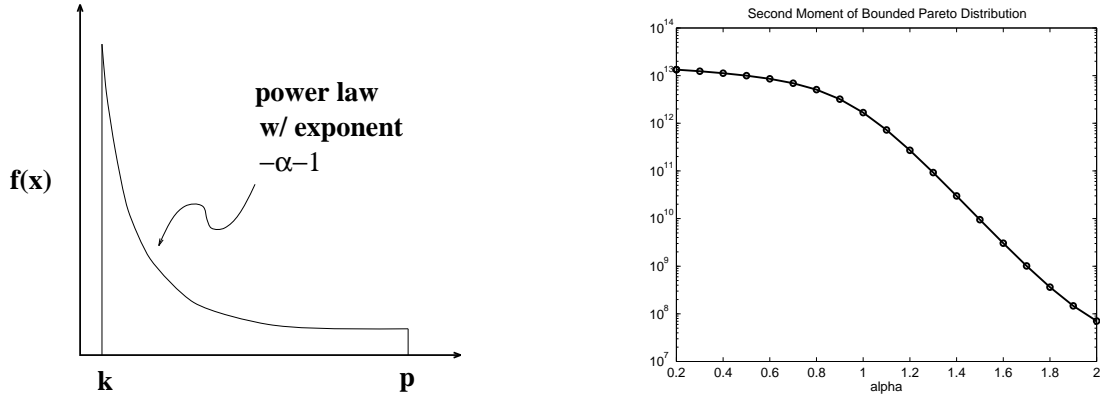 power law
w/ exponent
−α−1
f(x)
k
p
Second Moment of Bounded Pareto Distribution
10^14
10^13
10^12
10^11
10^10
10^9
10^8
10^7
0.2 0.4 0.6 0.8 1 1.2 1.4 1.6 1.8 2
alpha